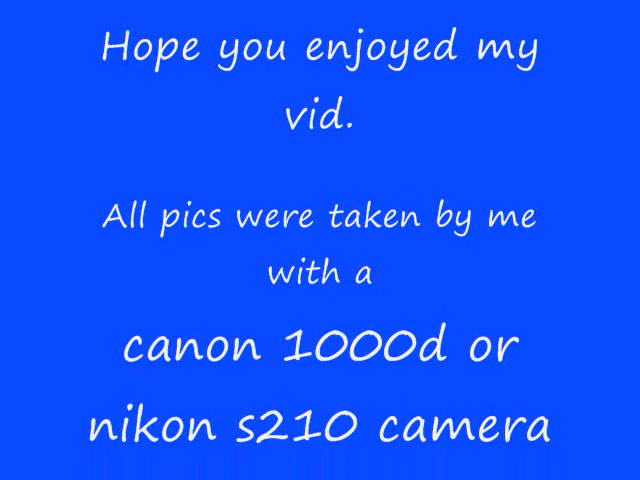 Hope you enjoyed my
vid.
All pics were taken by me
with a
canon 1000d or
nikon s210 camera